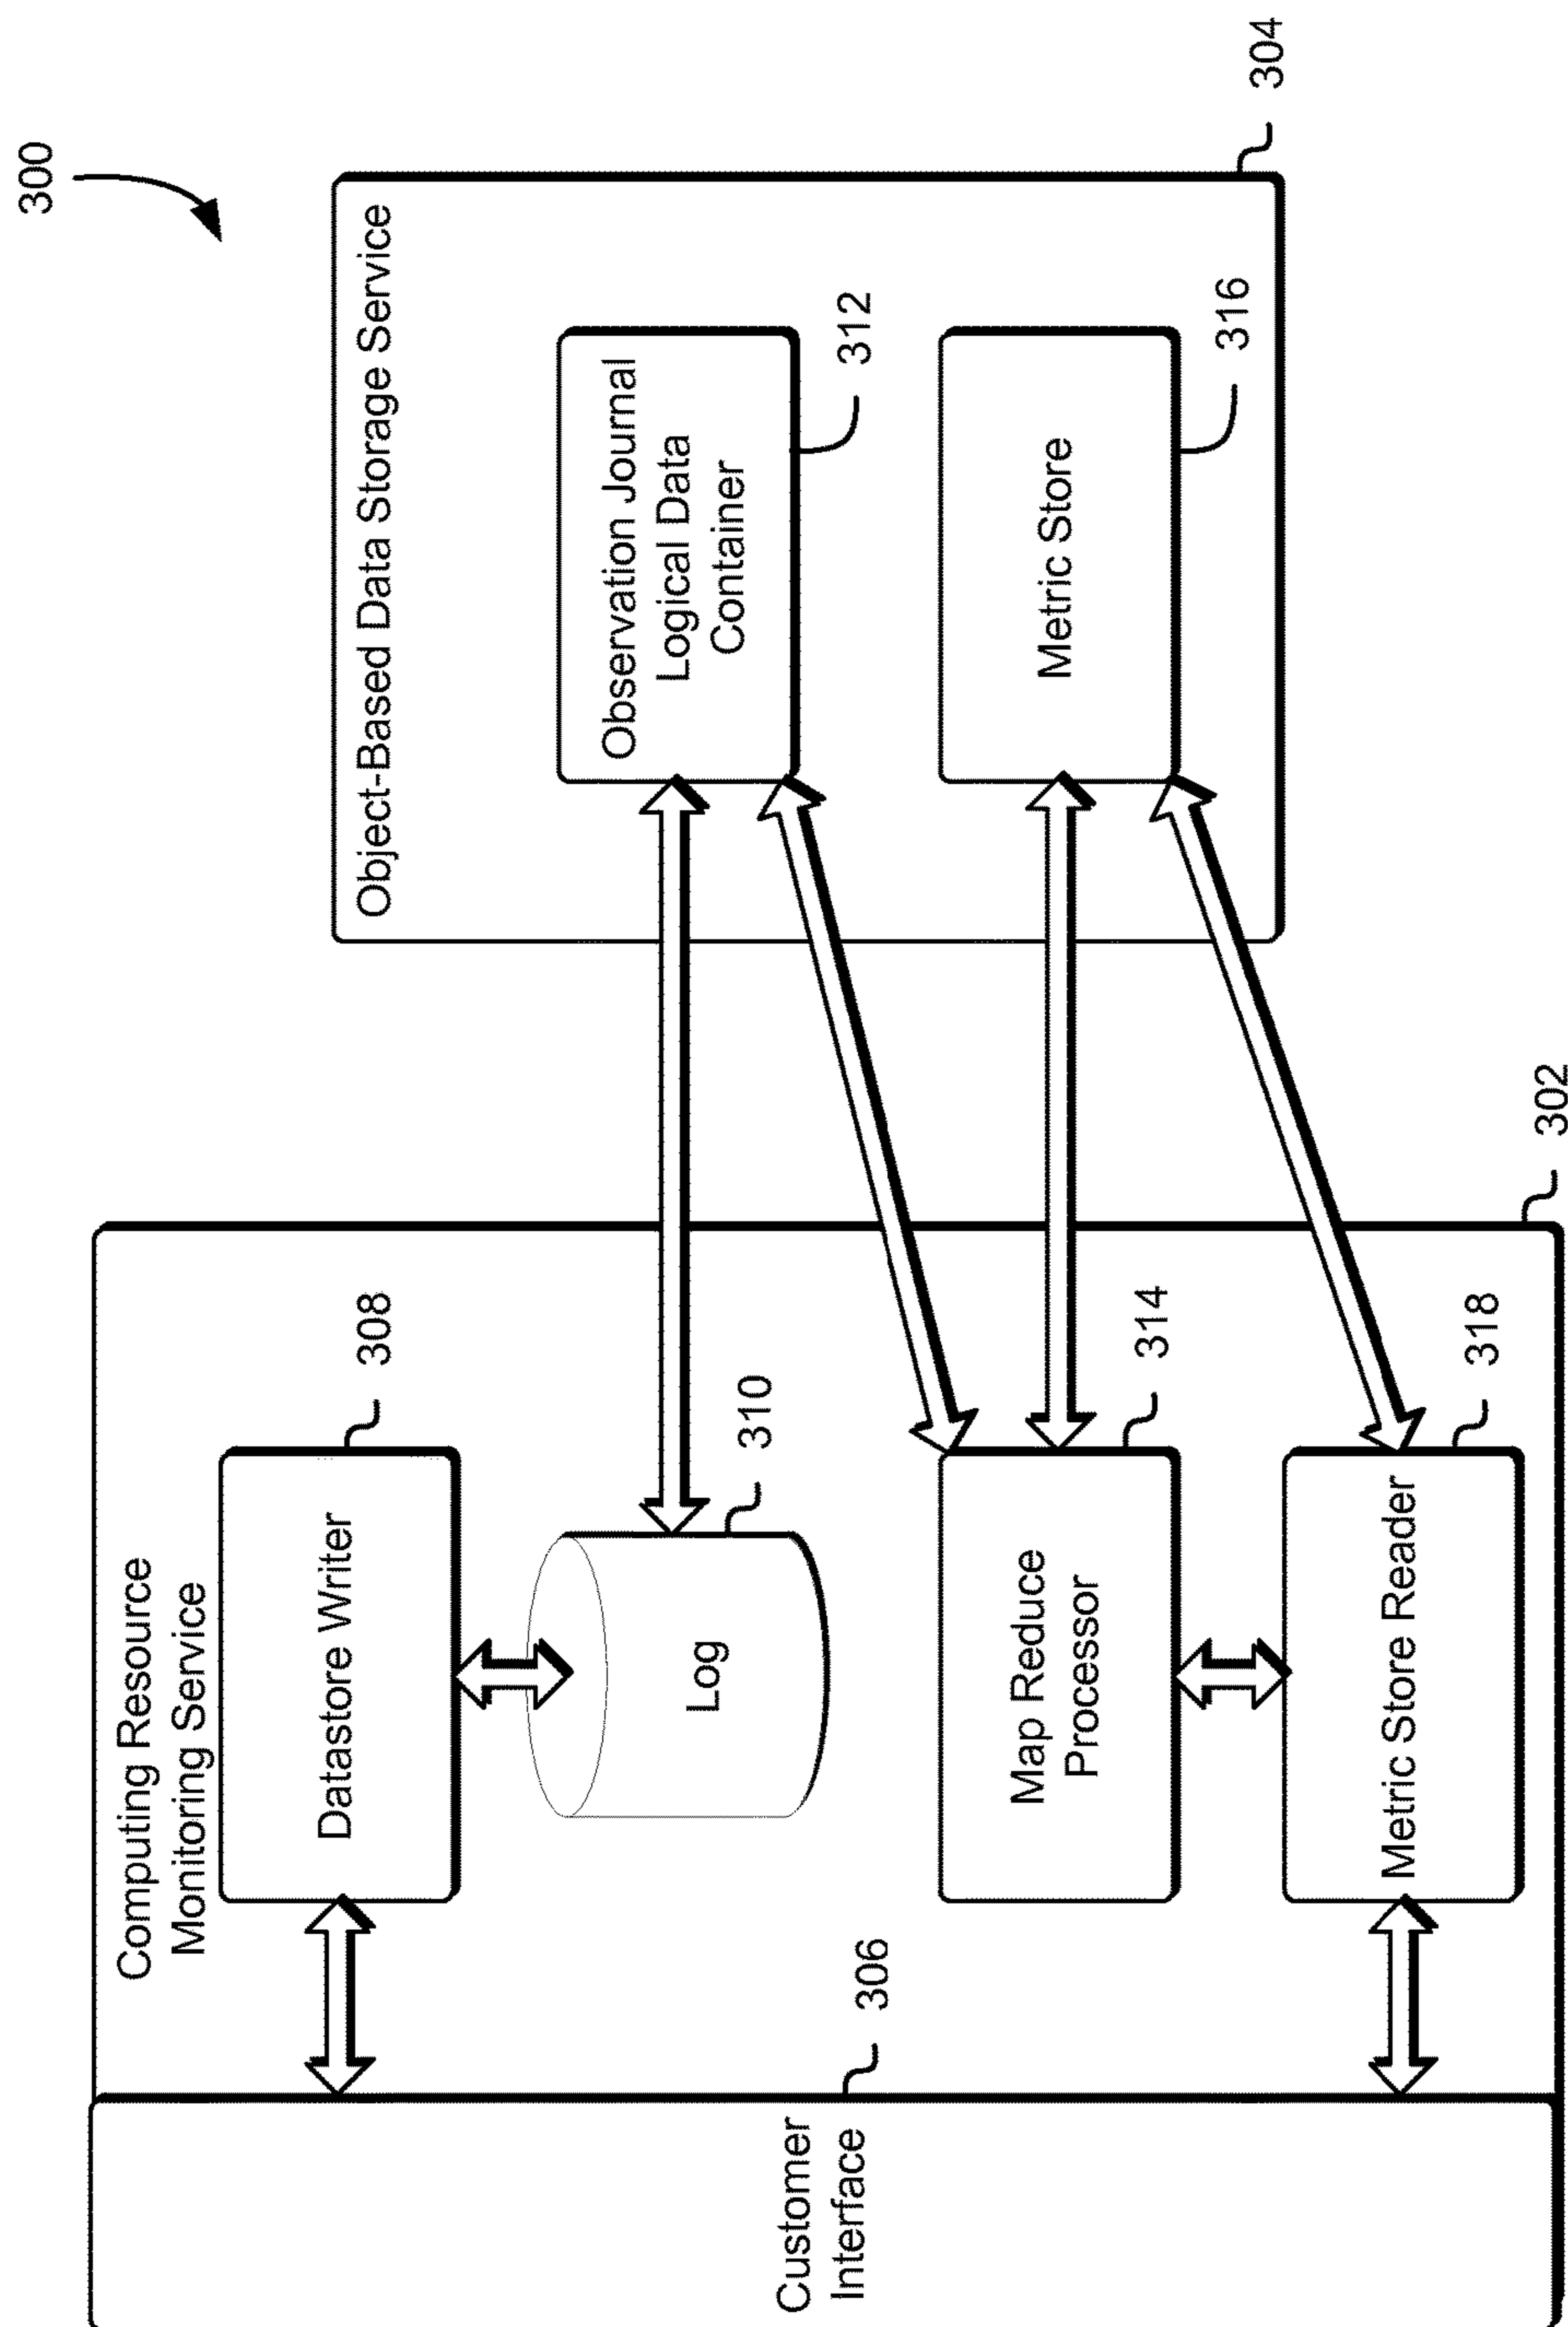 300
Computing Resource
Monitoring Service
Datastore Writer
308
Log
310
Map Reduce
Processor
314
Metric Store Reader
318
302
Customer
Interface
306
Object-Based Data Storage Service
304
Observation Journal
Logical Data
Container
312
Metric Store
316